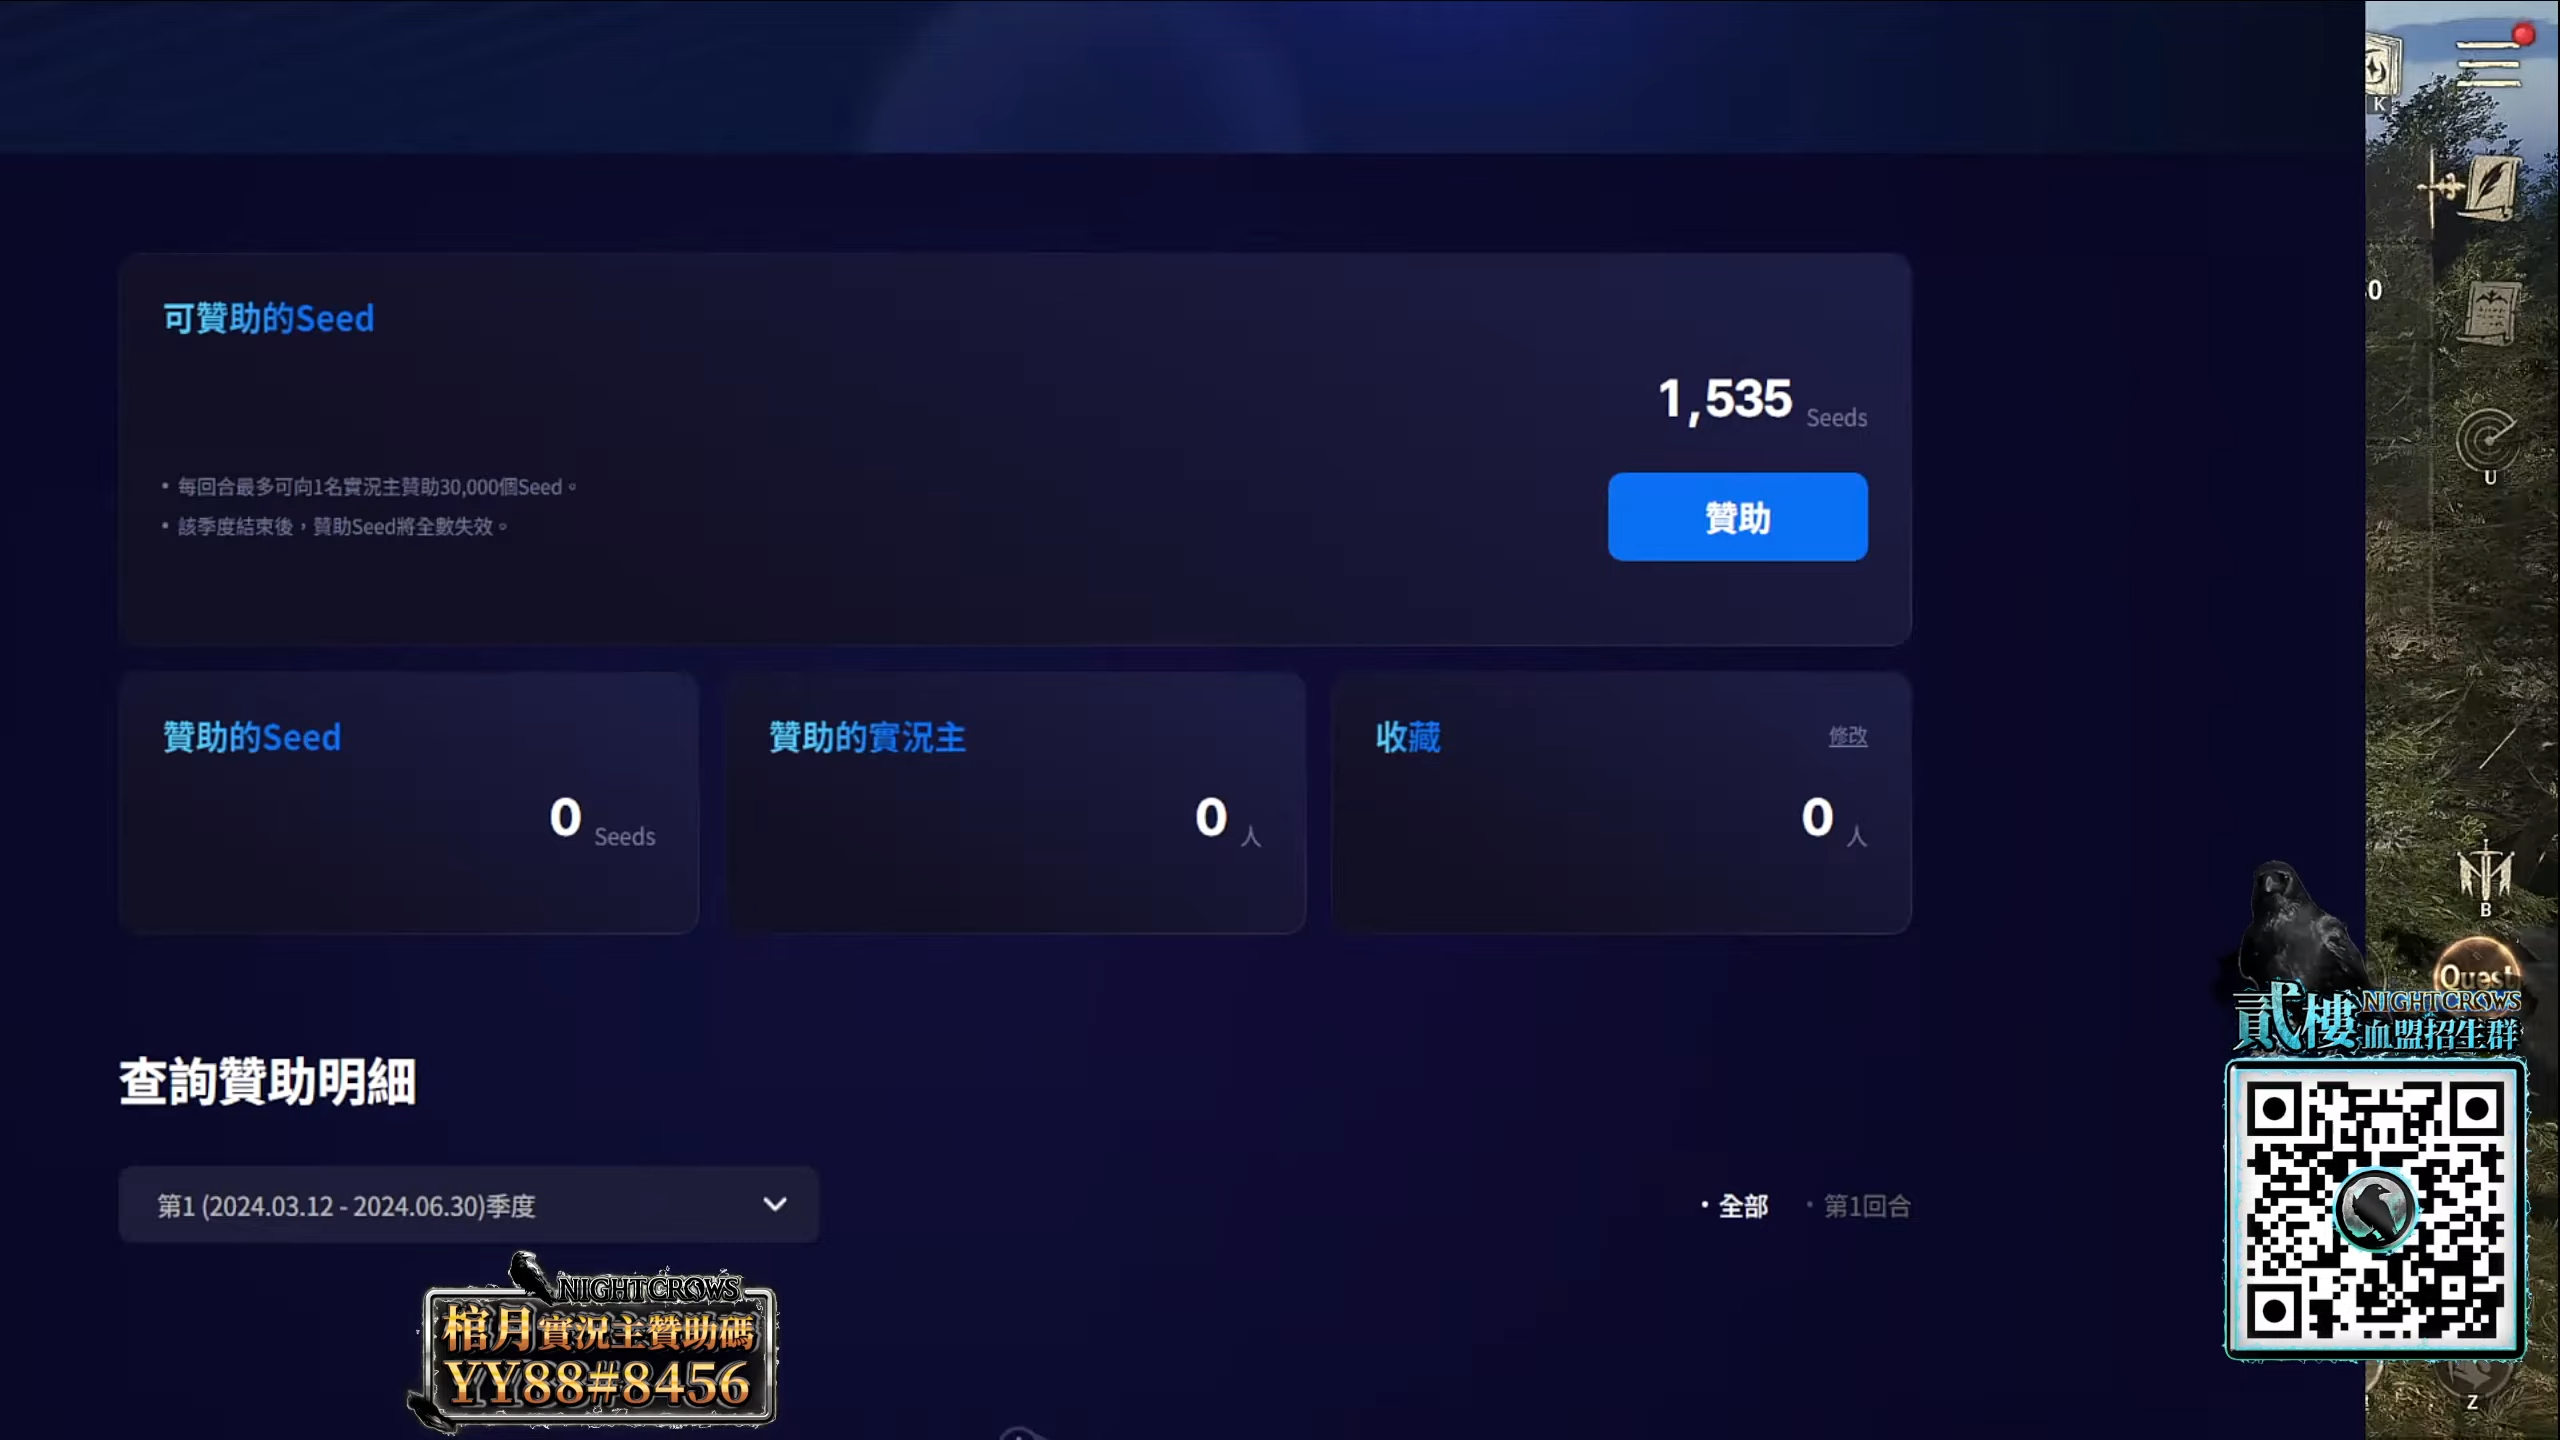 K
可贊助的Seed
0
1,535 Seeds
• 每回合最多可向1名實況主贊助30,000個Seed。
贊助
• 該季度結束後，贊助Seed將全數失效。
U
贊助的Seed
0 Seeds
贊助的實況主
0 人
收藏
修改
0 人
B
Quest
貳樓 NIGHTCROWS
血盟招生群
查詢贊助明細
第1 (2024.03.12 - 2024.06.30)季度
• 全部
• 第1回合
NIGHTCROWS
棺月實況主贊助碼
YY88#8456
Z